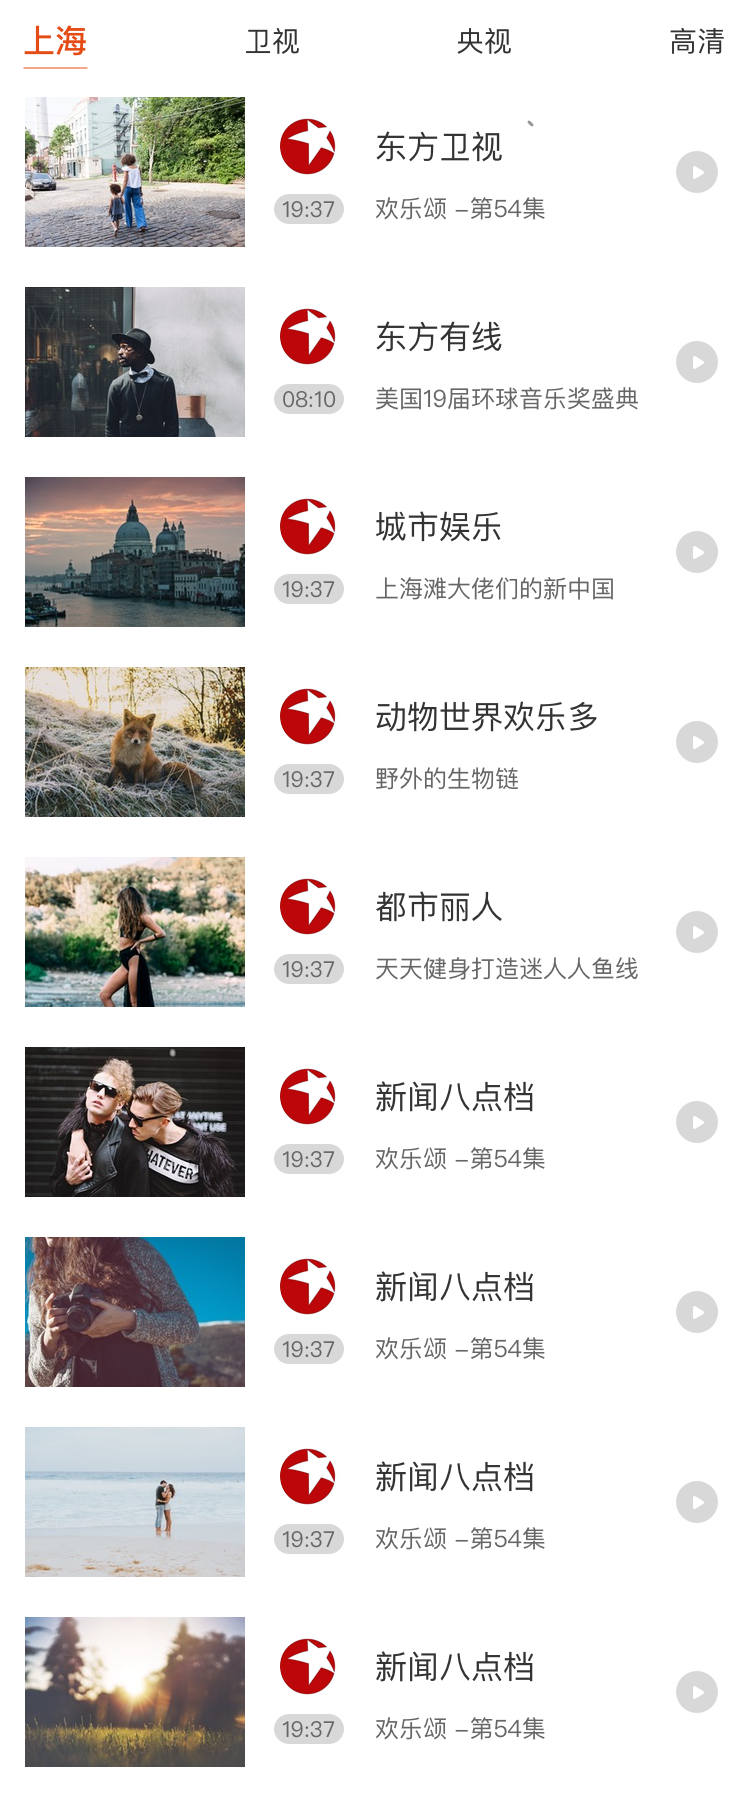 上海 卫视 央视 高清
东方卫视
19:37 欢乐颂 –第54集
东方有线
08:10 美国19届环球音乐奖盛典
城市娱乐
19:37 上海滩大佬们的新中国
动物世界欢乐多
19:37 野外的生物链
都市丽人
19:37 天天健身打造迷人人鱼线
新闻八点档
HATEVER
19:37 欢乐颂 –第54集
新闻八点档
19:37 欢乐颂 –第54集
新闻八点档
19:37 欢乐颂 –第54集
新闻八点档
19:37 欢乐颂 –第54集